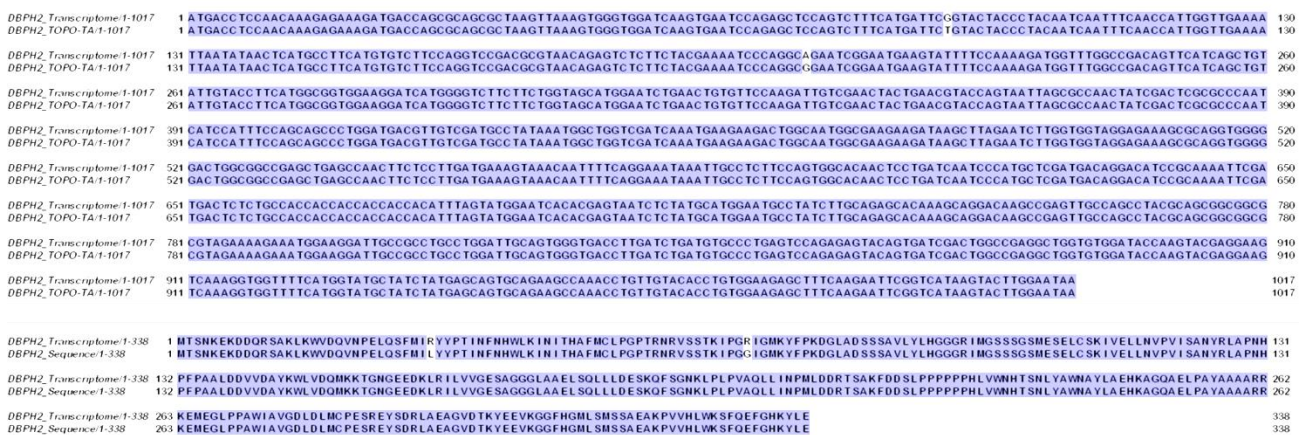 DBPH2_Transcriptome/1-1017 1 ATGACCTCCAACAAAGAGAAAGATGACCAGCGCAGCGCTAAGTTAAAGTGGGTGGATCAAGTGAATCCAGAGCTCCAGTCTTTCATGATTCGGTACTACCCTACAATCAATTTCAACCATTGGTTGAAAA 130
DBPH2_TOPO-TA/1-1017 1 ATGACCTCCAACAAAGAGAAAGATGACCAGCGCAGCGCTAAGTTAAAGTGGGTGGATCAAGTGAATCCAGAGCTCCAGTCTTTCATGATTCTGTACTACCCTACAATCAATTTCAACCATTGGTTGAAAA 130
DBPH2_Transcriptome/1-1017 131 TTAATATAACTCATGCCTTCATGTGTCTTCCAGGTCCGACGCGTAACAGAGTCTCTTCTACGAAAATCCCAGGCAGAATCGGAATGAAGTATTTTCCAAAAGATGGTTTGGCCGACAGTTCATCAGCTGT 260
DBPH2_TOPO-TA/1-1017 131 TTAATATAACTCATGCCTTCATGTGTCTTCCAGGTCCGACGCGTAACAGAGTCTCTTCTACGAAAATCCCAGGCGGAATCGGAATGAAGTATTTTCCAAAAGATGGTTTGGCCGACAGTTCATCAGCTGT 260
DBPH2_Transcriptome/1-1017 261 ATTGTACCTTCATGGCGGTGGAAGGATCATGGGGTCTTCTTCTGGTAGCATGGAATCTGAACTGTGTTCCAAGATTGTCGAACTACTGAACGTACCAGTAATTAGCGCCAACTATCGACTCGCGCCCAAT 390
DBPH2_TOPO-TA/1-1017 261 ATTGTACCTTCATGGCGGTGGAAGGATCATGGGGTCTTCTTCTGGTAGCATGGAATCTGAACTGTGTTCCAAGATTGTCGAACTACTGAACGTACCAGTAATTAGCGCCAACTATCGACTCGCGCCCAAT 390
DBPH2_Transcriptome/1-1017 391 CATCCATTTCCAGCAGCCCTGGATGACGTTGTCGATGCCTATAAATGGCTGGTCGATCAAATGAAGAAGACTGGCAATGGCGAAGAAGATAAGCTTAGAATCTTGGTGGTAGGAGAAAGCGCAGGTGGGG 520
DBPH2_TOPO-TA/1-1017 391 CATCCATTTCCAGCAGCCCTGGATGACGTTGTCGATGCCTATAAATGGCTGGTCGATCAAATGAAGAAGACTGGCAATGGCGAAGAAGATAAGCTTAGAATCTTGGTGGTAGGAGAAAGCGCAGGTGGGG 520
DBPH2_Transcriptome/1-1017 521 GACTGGCGGCCGAGCTGAGCCAACTTCTCCTTGATGAAAGTAAACAATTTTCAGGAAATAAATTGCCTCTTCCAGTGGCACAACTCCTGATCAATCCCATGCTCGATGACAGGACATCCGCAAAATTCGA 650
DBPH2_TOPO-TA/1-1017 521 GACTGGCGGCCGAGCTGAGCCAACTTCTCCTTGATGAAAGTAAACAATTTTCAGGAAATAAATTGCCTCTTCCAGTGGCACAACTCCTGATCAATCCCATGCTCGATGACAGGACATCCGCAAAATTCGA 650
DBPH2_Transcriptome/1-1017 651 TGACTCTCTGCCACCACCACCACCACCACATTTAGTATGGAATCACACGAGTAATCTCTATGCATGGAATGCCTATCTTGCAGAGCACAAAGCAGGACAAGCCGAGTTGCCAGCCTACGCAGCGGCGGCG 780
DBPH2_TOPO-TA/1-1017 651 TGACTCTCTGCCACCACCACCACCACCACATTTAGTATGGAATCACACGAGTAATCTCTATGCATGGAATGCCTATCTTGCAGAGCACAAAGCAGGACAAGCCGAGTTGCCAGCCTACGCAGCGGCGGCG 780
DBPH2_Transcriptome/1-1017 781 CGTAGAAAAGAAATGGAAGGATTGCCGCCTGCCTGGATTGCAGTGGGTGACCTTGATCTGATGTGCCCTGAGTCCAGAGAGTACAGTGATCGACTGGCCGAGGCTGGTGTGGATACCAAGTACGAGGAAG 910
DBPH2_TOPO-TA/1-1017 781 CGTAGAAAAGAAATGGAAGGATTGCCGCCTGCCTGGATTGCAGTGGGTGACCTTGATCTGATGTGCCCTGAGTCCAGAGAGTACAGTGATCGACTGGCCGAGGCTGGTGTGGATACCAAGTACGAGGAAG 910
DBPH2_Transcriptome/1-1017 911 TCAAAGGTGGTTTTCATGGTATGCTATCTATGAGCAGTGCAGAAGCCAAACCTGTTGTACACCTGTGGAAGAGCTTTCAAGAATTCGGTCATAAGTACTTGGAATAA 1017
DBPH2_TOPO-TA/1-1017 911 TCAAAGGTGGTTTTCATGGTATGCTATCTATGAGCAGTGCAGAAGCCAAACCTGTTGTACACCTGTGGAAGAGCTTTCAAGAATTCGGTCATAAGTACTTGGAATAA 1017
DBPH2_Transcriptome/1-338 1 MTSNKEKDDQRSAKLKWVDQVNPELQSFMIRYYPTINFNHWLKINITHAFMCLPGPTRNRVSSTKIPGRIGMKYFPKDGLADSSSAVLYLHGGGRIMGSSSGSMESELCSKIVELLNVPVISANYRLAPNH 131
DBPH2_Sequence/1-338 1 MTSNKEKDDQRSAKLKWVDQVNPELQSFMILYYPTINFNHWLKINITHAFMCLPGPTRNRVSSTKIPGGIGMKYFPKDGLADSSSAVLYLHGGGRIMGSSSGSMESELCSKIVELLNVPVISANYRLAPNH 131
DBPH2_Transcriptome/1-338 132 PFPAALDDVVDAYKWLVDQMKKTGNGEEDKLRILVVGESAGGGLAAELSQLLLDESKQFSGNKLPLPVAQLLINPMLDDRTSAKFDDSLPPPPPPHLVWNHTSNLYAWNAYLAEHKAGQAELPAYAAAARR 262
DBPH2_Sequence/1-338 132 PFPAALDDVVDAYKWLVDQMKKTGNGEEDKLRILVVGESAGGGLAAELSQLLLDESKQFSGNKLPLPVAQLLINPMLDDRTSAKFDDSLPPPPPPHLVWNHTSNLYAWNAYLAEHKAGQAELPAYAAAARR 262
DBPH2_Transcriptome/1-338 263 KEMEGLPPAWIAVGDLDLMCPESREYSDRLAEAGVDTKYEEVKGGFHGMLSMSSAEAKPVVHLWKSFQEFGHKYLE 338
DBPH2_Sequence/1-338 263 KEMEGLPPAWIAVGDLDLMCPESREYSDRLAEAGVDTKYEEVKGGFHGMLSMSSAEAKPVVHLWKSFQEFGHKYLE 338